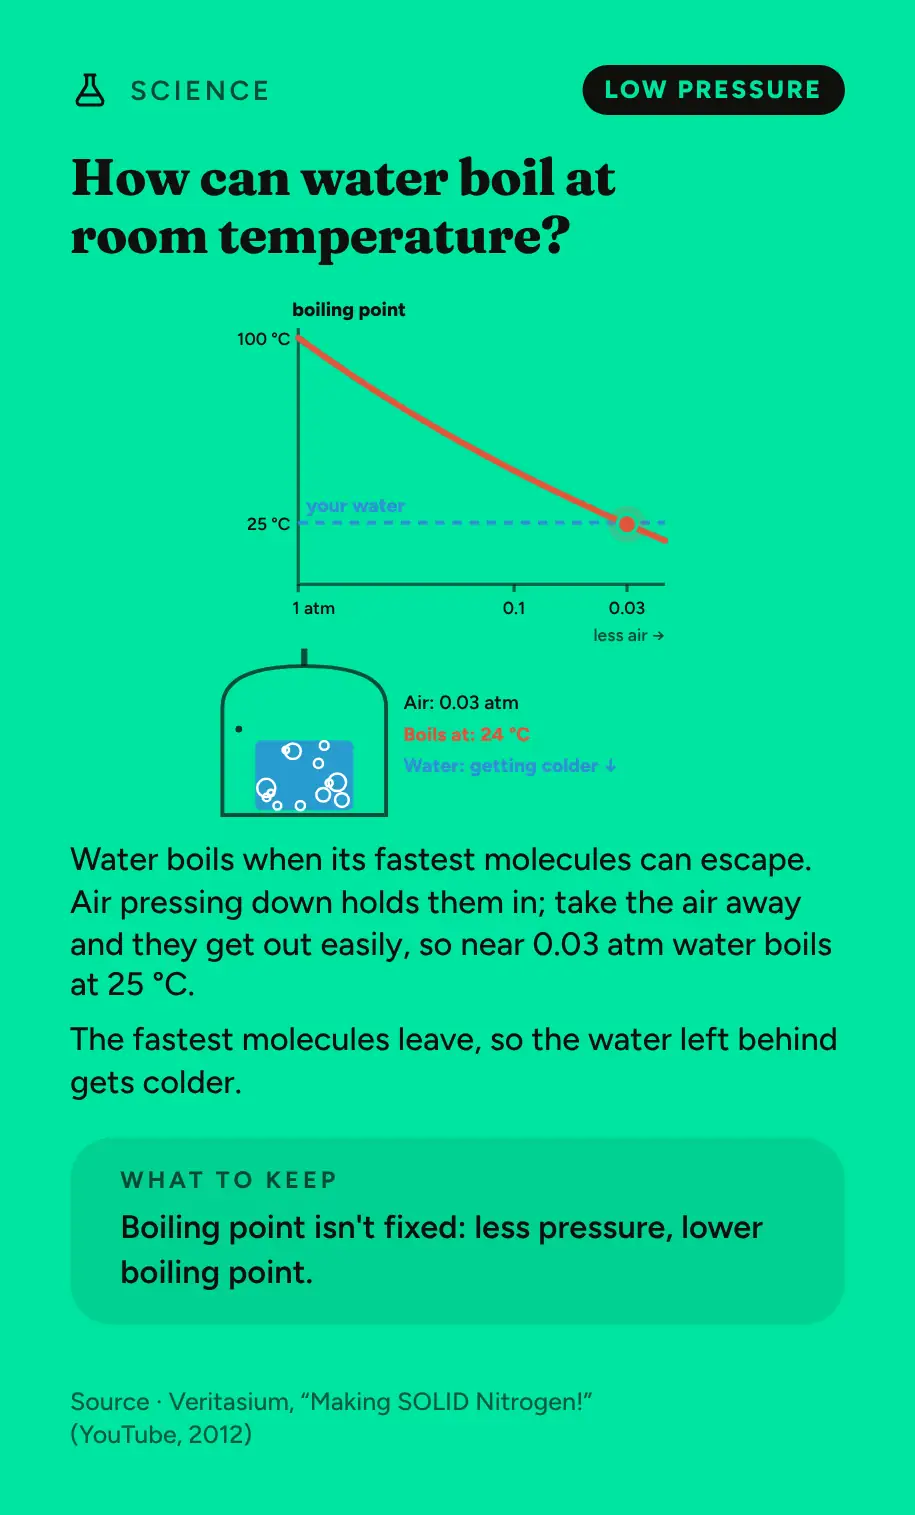 SCIENCE
LOW PRESSURE
How can water boil at
room temperature?
boiling point
100 °C
your water
25 °C
1 atm
0.1
0.03
less air →
Air: 0.03 atm
Boils at: 24 °C
Water: getting colder ↓
Water boils when its fastest molecules can escape.
Air pressing down holds them in; take the air away
and they get out easily, so near 0.03 atm water boils
at 25 °C.
The fastest molecules leave, so the water left behind
gets colder.
WHAT TO KEEP
Boiling point isn't fixed: less pressure, lower
boiling point.
Source · Veritasium, “Making SOLID Nitrogen!”
(YouTube, 2012)